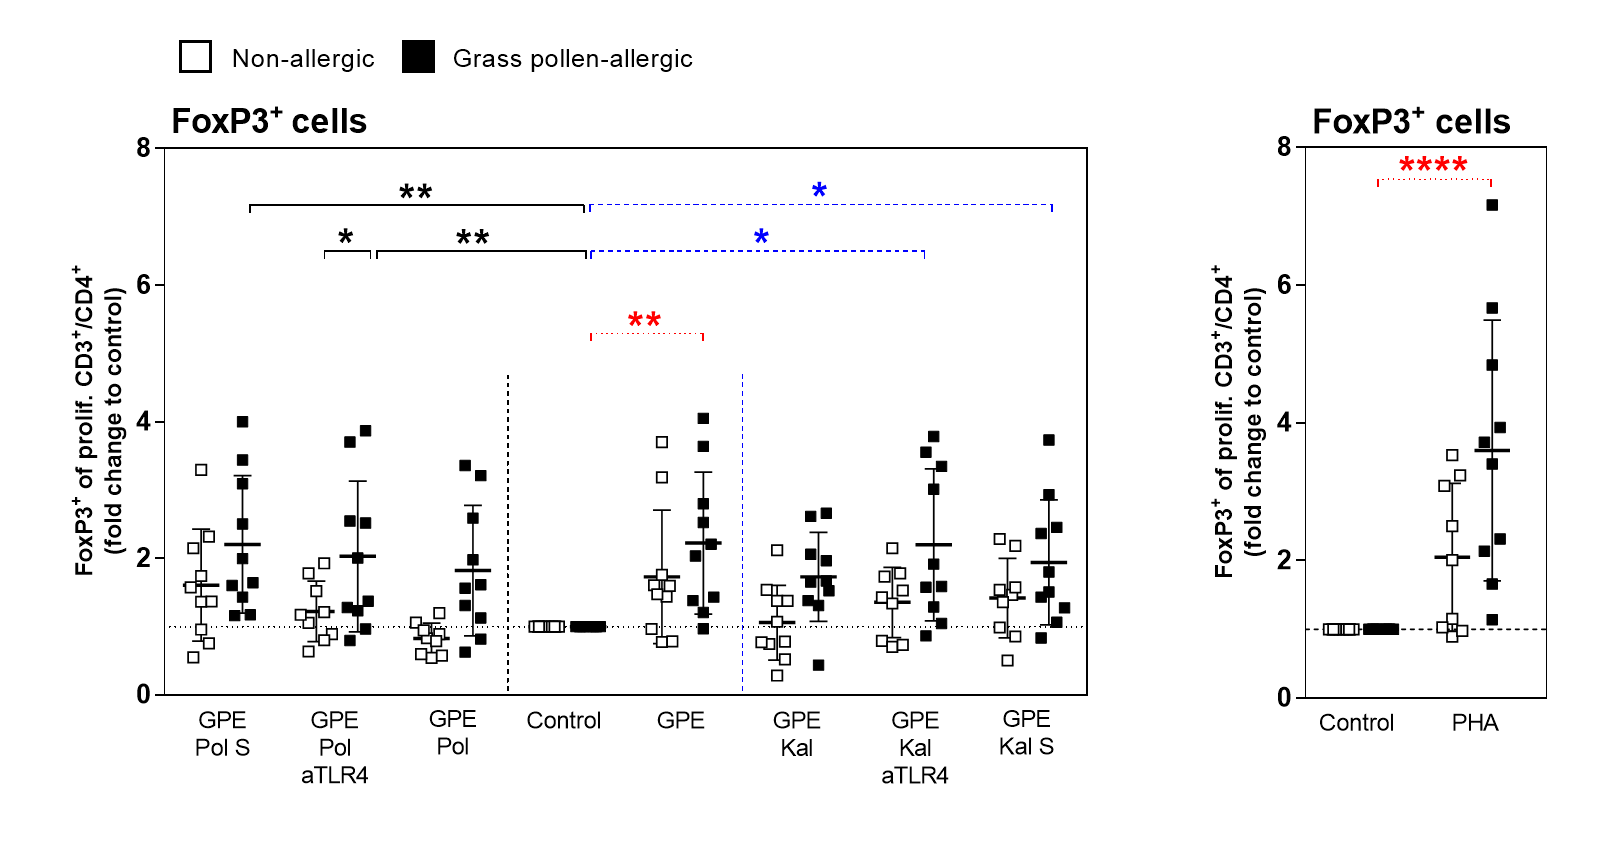 Non-allergic
Grass pollen-allergic
FoxP3⁺ cells
FoxP3⁺ of prolif. CD3⁺/CD4⁺
(fold change to control)
8
6
4
2
0
**
*
*
**
*
**
GPE
Pol S
GPE
Pol
aTLR4
GPE
Pol
Control
GPE
GPE
Kal
GPE
Kal
aTLR4
GPE
Kal S
FoxP3⁺ cells
FoxP3⁺ of prolif. CD3⁺/CD4⁺
(fold change to control)
8
6
4
2
0
****
Control
PHA